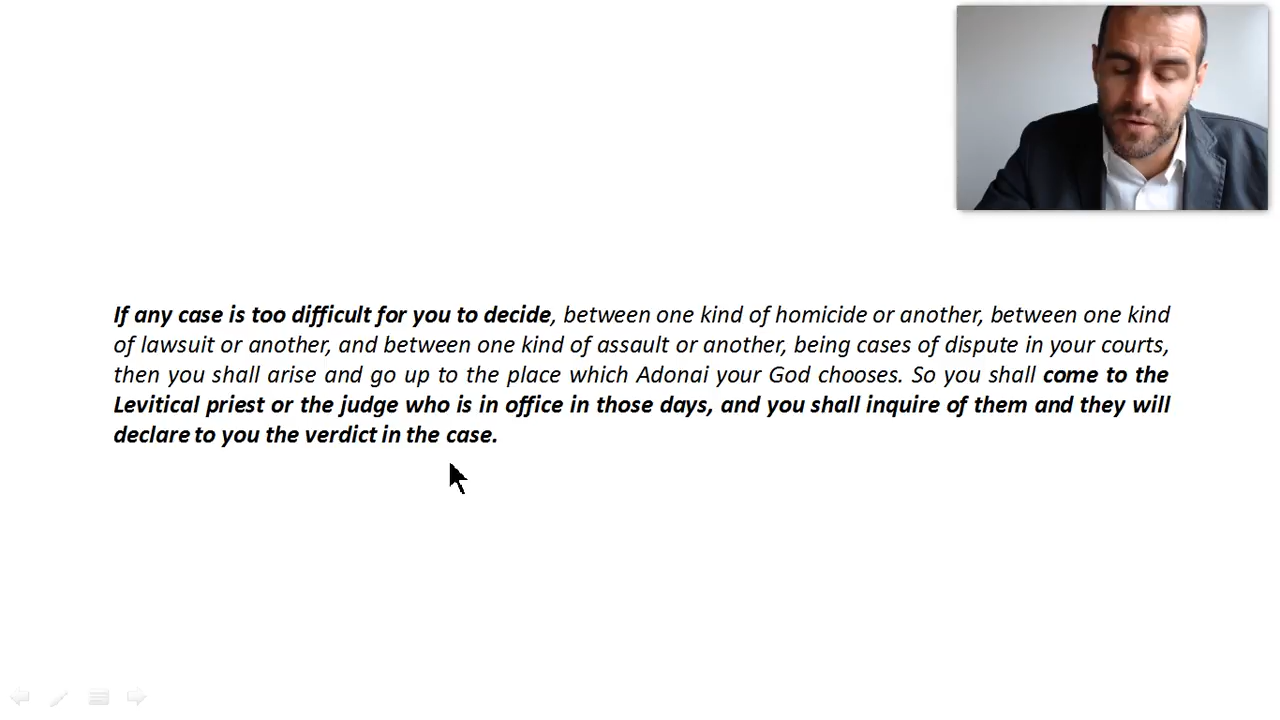 If any case is too difficult for you to decide, between one kind of homicide or another, between one kind
of lawsuit or another, and between one kind of assault or another, being cases of dispute in your courts,
then you shall arise and go up to the place which Adonai your God chooses. So you shall come to the
Levitical priest or the judge who is in office in those days, and you shall inquire of them and they will
declare to you the verdict in the case.